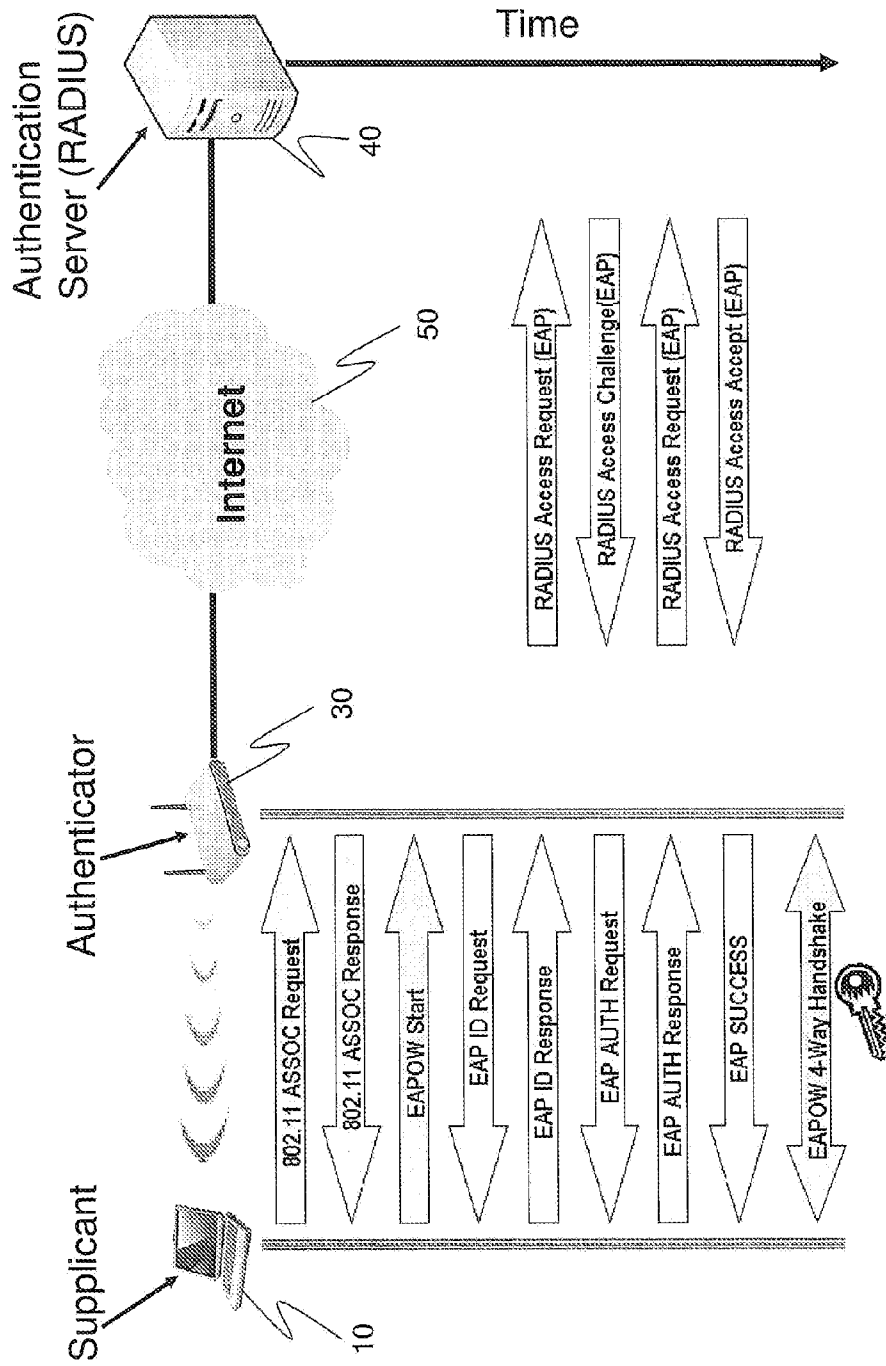 Supplicant
Authenticator
Authentication
Server (RADIUS)
10
30
Internet
50
40
Time
802.11 ASSOC Request
802.11 ASSOC Response
EAPOW Start
EAP ID Request
EAP ID Response
EAP AUTH Request
EAP AUTH Response
EAP SUCCESS
EAPOW 4-Way Handshake
RADIUS Access Request (EAP)
RADIUS Access Challenge(EAP)
RADIUS Access Request (EAP)
RADIUS Access Accept (EAP)